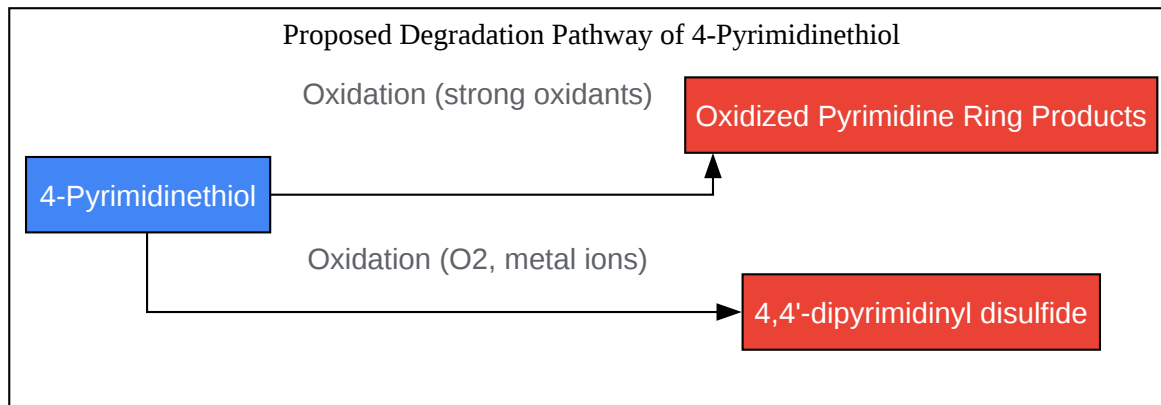 Proposed Degradation Pathway of 4-Pyrimidinethiol
Oxidation (strong oxidants)
Oxidized Pyrimidine Ring Products
4-Pyrimidinethiol
Oxidation (O2, metal ions)
4,4'-dipyrimidinyl disulfide